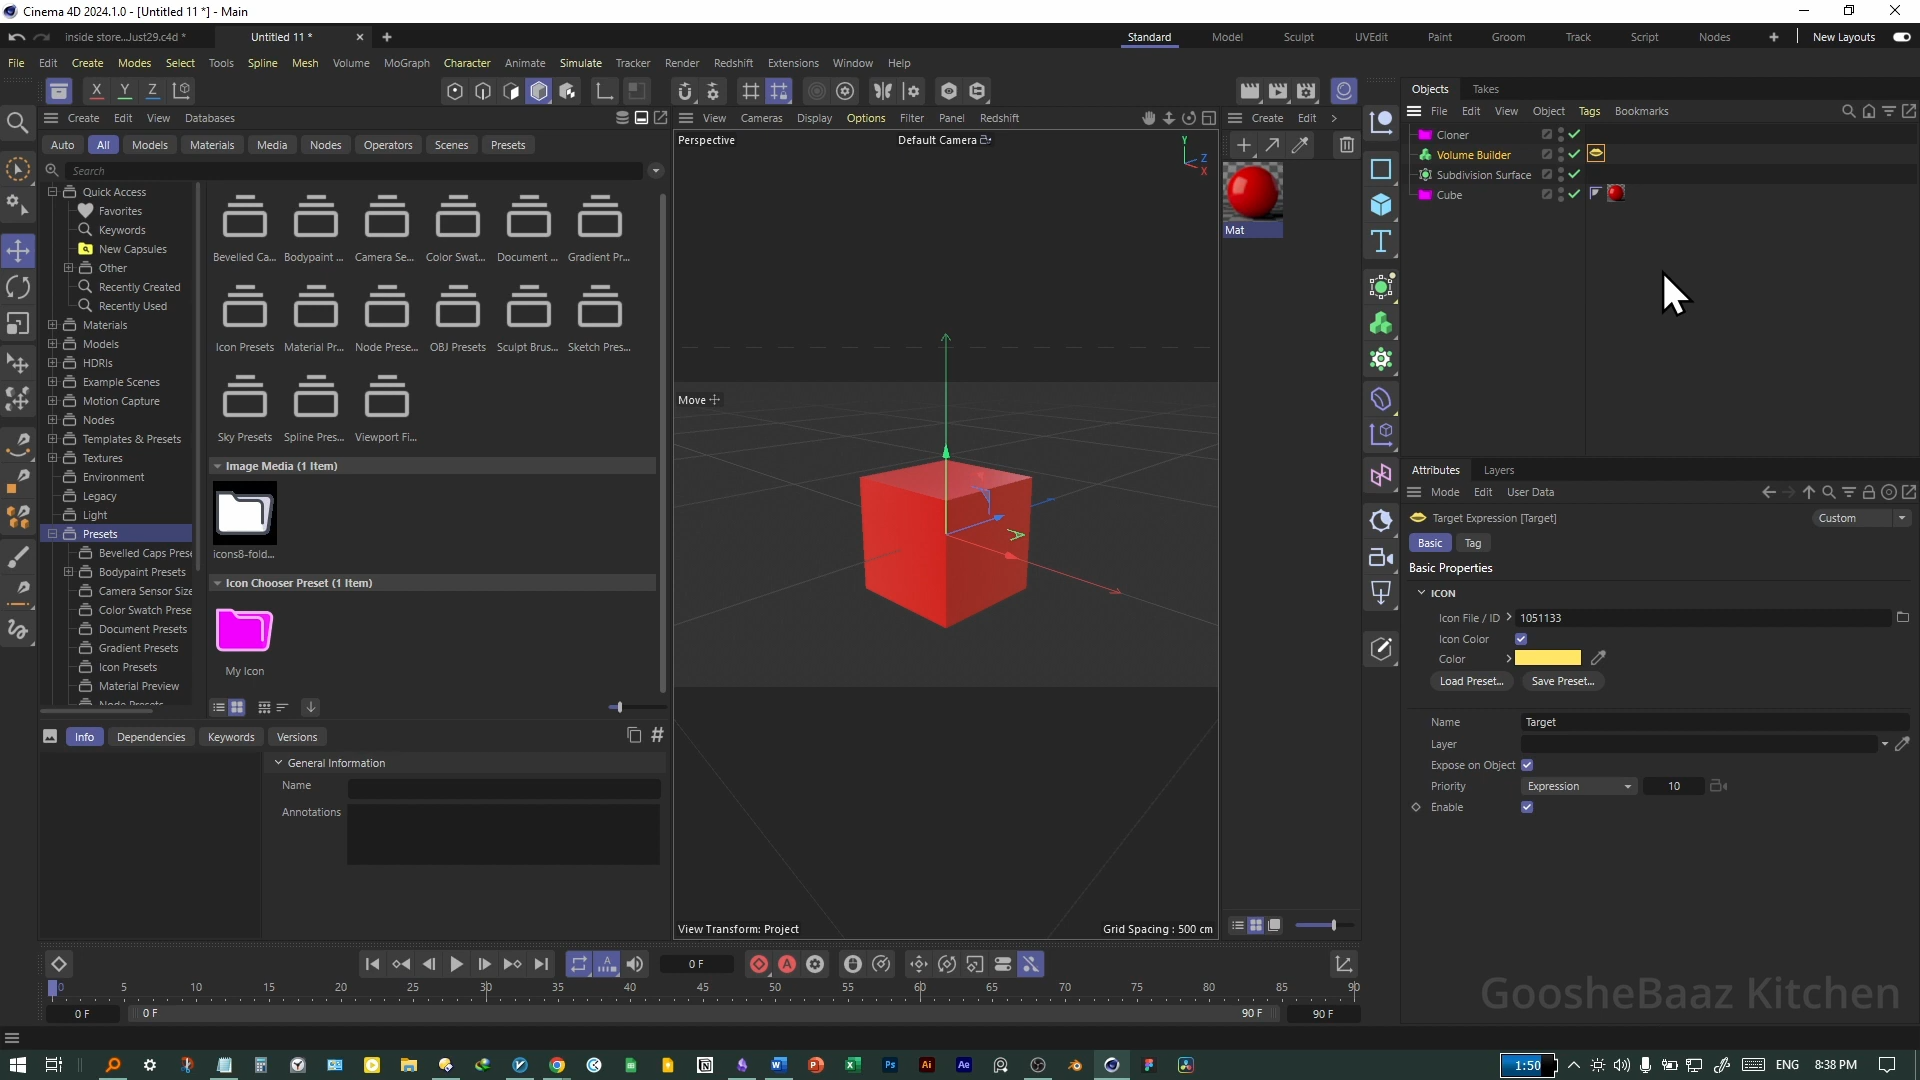 Cinema 4D 2024.1.0 - [Untitled 11 *] - Main
inside store...Just29.c4d *
Untitled 11 *
Standard
Model
Sculpt
UVEdit
Paint
Groom
Track
Script
Nodes
New Layouts
File Edit Create Modes Select Tools Spline Mesh Volume MoGraph Character Animate Simulate Tracker Render Redshift Extensions Window Help
X Y Z
Objects Takes
Create Edit View Databases
View Cameras Display Options Filter Panel Redshift
Create Edit
File Edit View Object Tags Bookmarks
Auto All Models Materials Media Nodes Operators Scenes Presets
Perspective
Default Camera
Y
Z
X
Cloner
Volume Builder
Subdivision Surface
Cube
Search
Mat
Quick Access
Favorites
Keywords
New Capsules
Other
Recently Created
Recently Used
Materials
Models
HDRIs
Example Scenes
Motion Capture
Nodes
Templates & Presets
Textures
Environment
Legacy
Light
Presets
Bevelled Caps Prese
Bodypaint Presets
Camera Sensor Size
Color Swatch Prese
Document Presets
Gradient Presets
Icon Presets
Material Preview
Node Presets
Bevelled Ca... Bodypaint ... Camera Se... Color Swat... Document ... Gradient Pr...
Icon Presets Material Pr... Node Prese... OBJ Presets Sculpt Brus... Sketch Pres...
Sky Presets Spline Pres... Viewport Fi...
Image Media (1 Item)
icons8-fold...
Icon Chooser Preset (1 Item)
My Icon
Move
View Transform: Project
Grid Spacing : 500 cm
Info Dependencies Keywords Versions
General Information
Name
Annotations
Attributes Layers
Mode Edit User Data
Target Expression [Target]
Custom
Basic Tag
Basic Properties
ICON
Icon File / ID 1051133
Icon Color
Color
Load Preset... Save Preset...
Name Target
Layer
Expose on Object
Priority Expression 10
Enable
0 F
0 5 10 15 20 25 30 35 40 45 50 55 60 65 70 75 80 85 90
0 F 0 F 90 F 90 F
GoosheBaaz Kitchen
1:50
ENG
8:38 PM